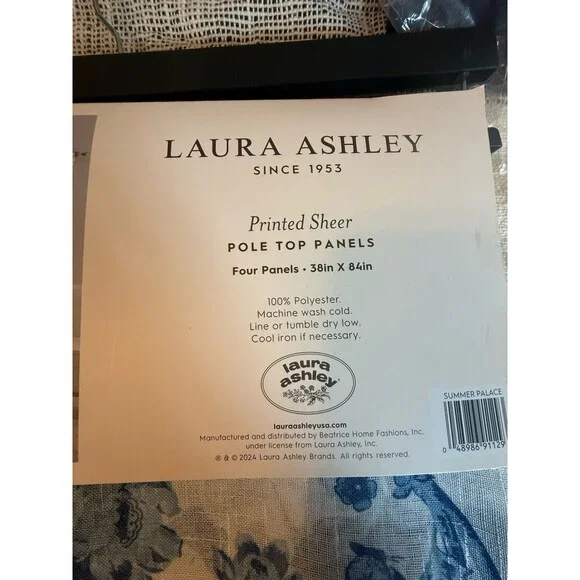 LAURA ASHLEY
SINCE 1953
Printed Sheer
POLE TOP PANELS
Four Panels • 38in X 84in
100% Polyester.
Machine wash cold.
Line or tumble dry low.
Cool iron if necessary.
laura
ashley
lauraashleyusa.com
Manufactured and distributed by Beatrice Home Fashions, Inc.
under license from Laura Ashley, Inc.
® & © 2024 Laura Ashley Brands. All rights reserved.
SUMMER PALACE
0 48986 91129